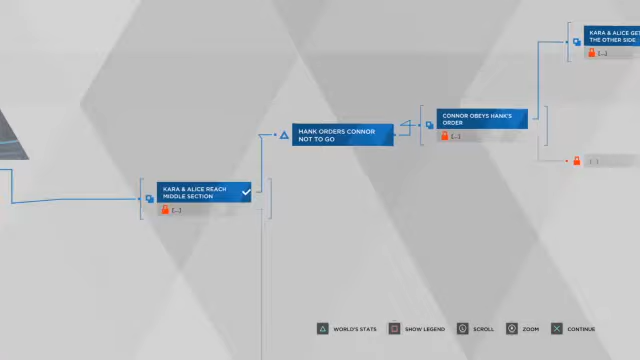 KARA & ALICE GET
THE OTHER SIDE
[...]
CONNOR OBEYS HANK'S
ORDER
[...]
HANK ORDERS CONNOR
NOT TO GO
[...]
KARA & ALICE REACH
MIDDLE SECTION
[...]
WORLD'S STATS
SHOW LEGEND
SCROLL
ZOOM
CONTINUE